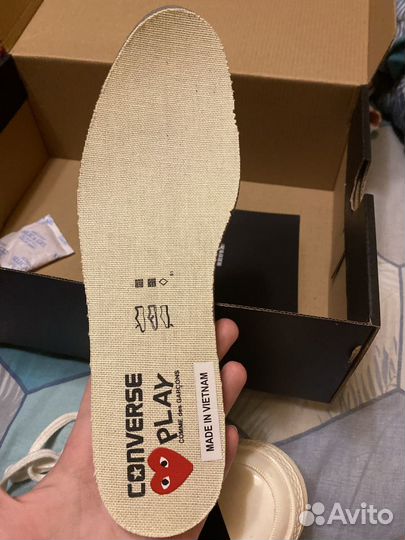 CONVERSE
PLAY
COMME des GARÇONS
MADE IN VIETNAM
Avito